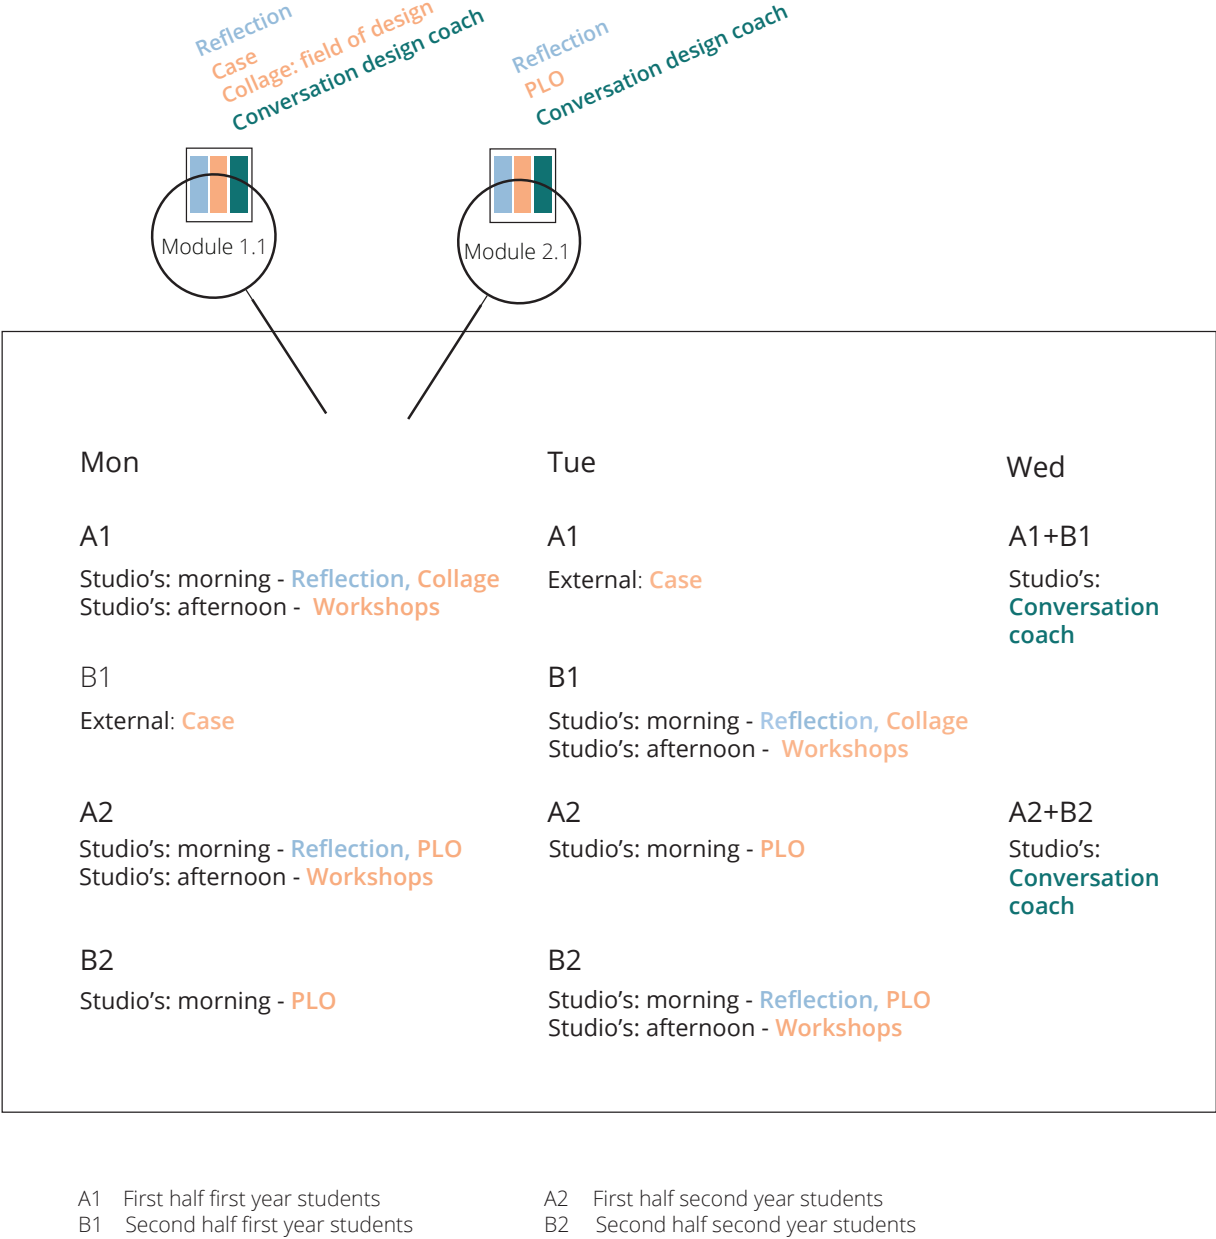 Reflection
Case
Collage: field of design
Conversation design coach
Reflection
PLO
Conversation design coach
Module 1.1
Module 2.1
Mon
A1
Studio’s: morning - Reflection, Collage
Studio’s: afternoon - Workshops
B1
External: Case
A2
Studio’s: morning - Reflection, PLO
Studio’s: afternoon - Workshops
B2
Studio’s: morning - PLO
Tue
A1
External: Case
B1
Studio’s: morning - Reflection, Collage
Studio’s: afternoon - Workshops
A2
Studio’s: morning - PLO
B2
Studio’s: morning - Reflection, PLO
Studio’s: afternoon - Workshops
Wed
A1+B1
Studio’s:
Conversation
coach
A2+B2
Studio’s:
Conversation
coach
A1 First half first year students
B1 Second half first year students
A2 First half second year students
B2 Second half second year students